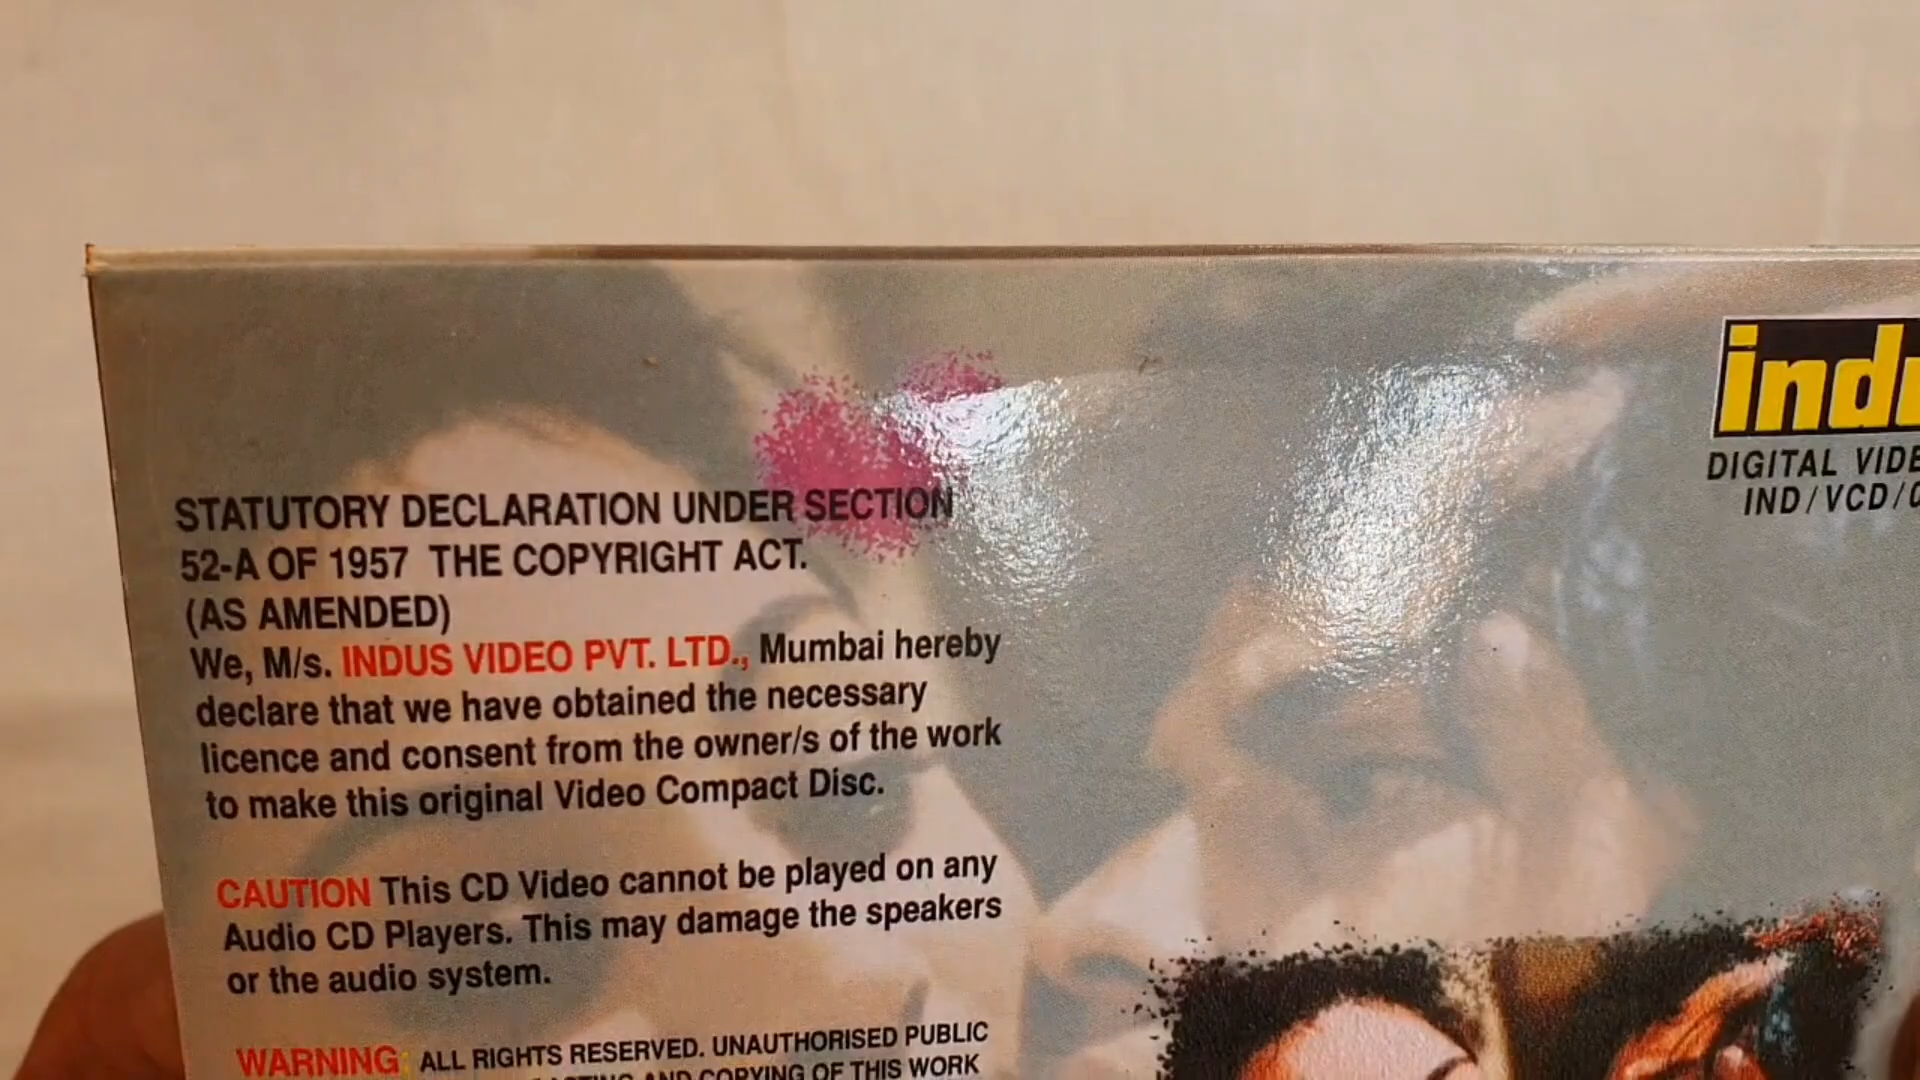 STATUTORY DECLARATION UNDER SECTION
52-A OF 1957 THE COPYRIGHT ACT.
(AS AMENDED)
We, M/s. INDUS VIDEO PVT. LTD., Mumbai hereby
declare that we have obtained the necessary
licence and consent from the owner/s of the work
to make this original Video Compact Disc.
CAUTION This CD Video cannot be played on any
Audio CD Players. This may damage the speakers
or the audio system.
WARNING: ALL RIGHTS RESERVED. UNAUTHORISED PUBLIC
AND COPYING OF THIS WORK
DIGITAL
IND/VCD/